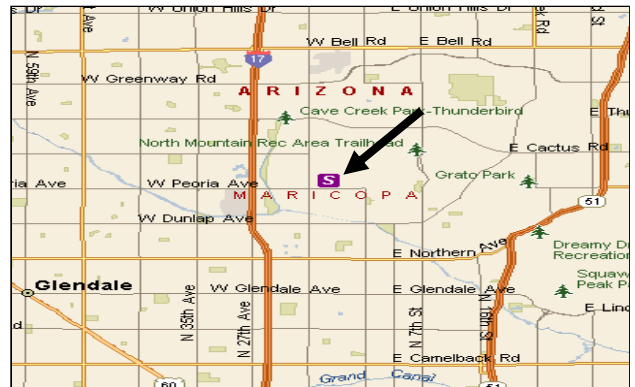 W Union Hills Dr
E Union Hills Dr
W Bell Rd
E Bell Rd
17
N 59th Ave
W Greenway Rd
ARIZONA
Cave Creek Park-Thunderbird
E Thu
North Mountain Rec Area Trailhead
E Cactus Rd
ia Ave
W Peoria Ave
S
Grato Park
MARICOPA
51
W Dunlap Ave
E Northern Ave
Dreamy D
Recreation
Squaw
Peak P
Glendale
W Glendale Ave
E Glendale Ave
N 35th Ave
N 27th Ave
N 7th St
N 16th St
E Linc
d
E Camelback Rd
Grand Canal
60
51